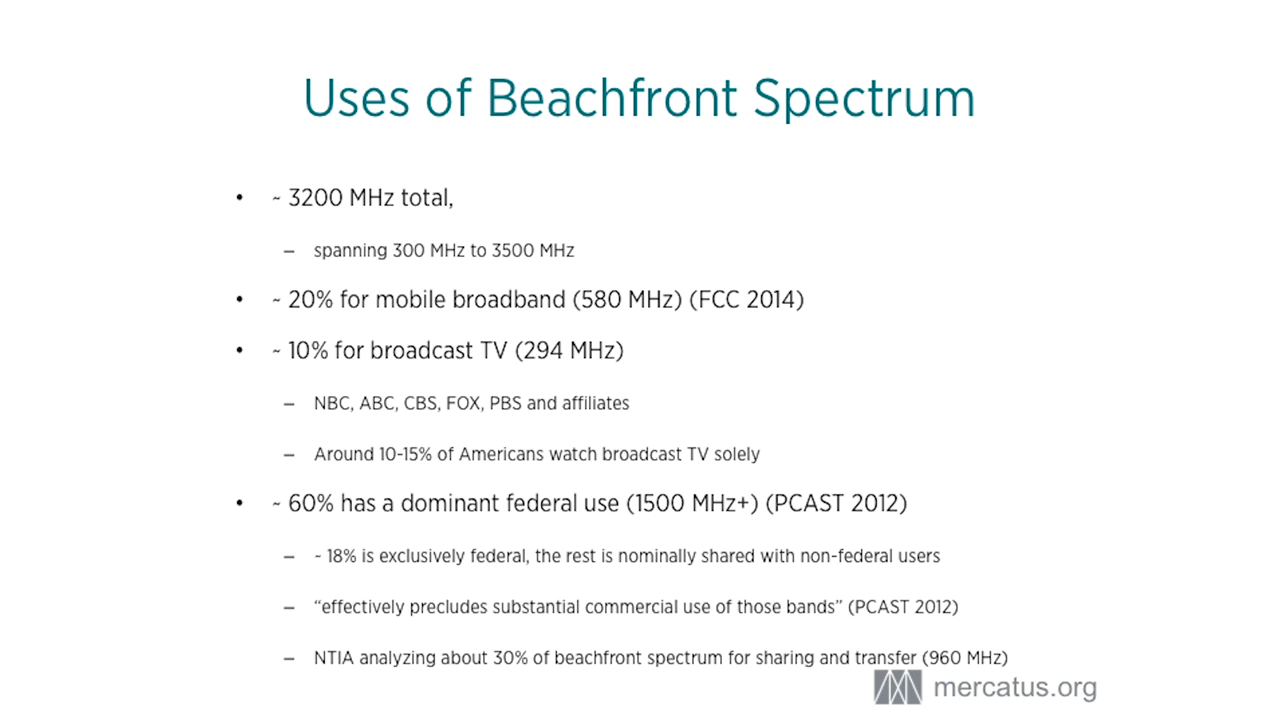 Uses of Beachfront Spectrum
• ~ 3200 MHz total,
– spanning 300 MHz to 3500 MHz
• ~ 20% for mobile broadband (580 MHz) (FCC 2014)
• ~ 10% for broadcast TV (294 MHz)
– NBC, ABC, CBS, FOX, PBS and affiliates
– Around 10-15% of Americans watch broadcast TV solely
• ~ 60% has a dominant federal use (1500 MHz+) (PCAST 2012)
– ~ 18% is exclusively federal, the rest is nominally shared with non-federal users
– “effectively precludes substantial commercial use of those bands” (PCAST 2012)
– NTIA analyzing about 30% of beachfront spectrum for sharing and transfer (960 MHz)
mercatus.org